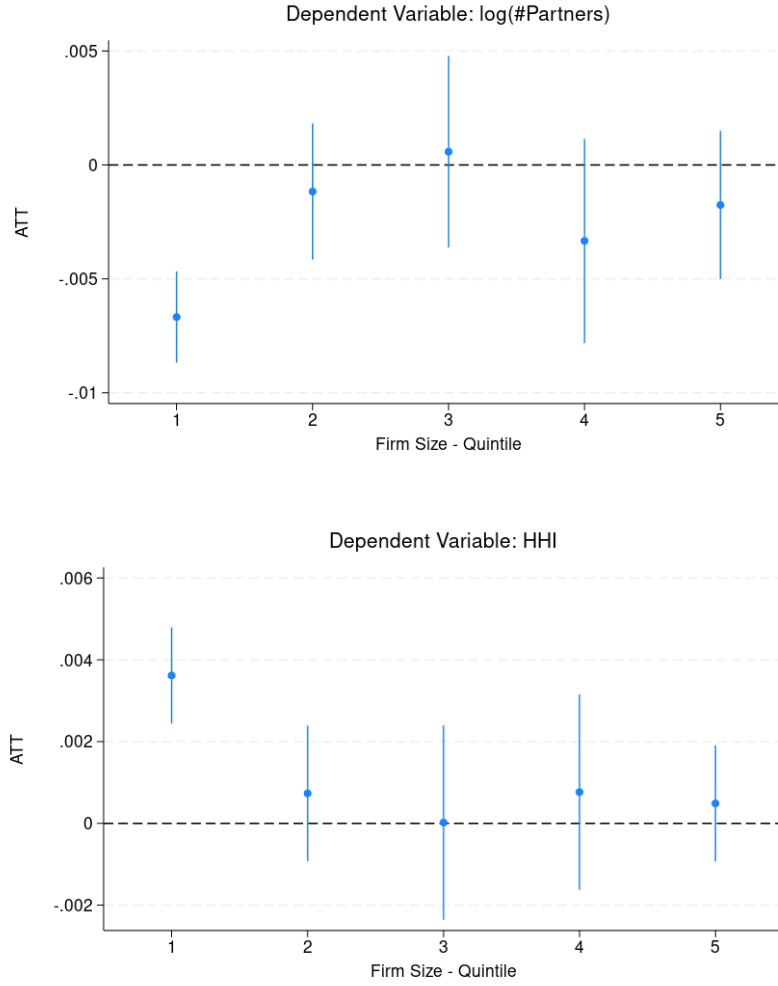 Dependent Variable: log(#Partners)
.005
0
-.005
-.01
ATT
1 2 3 4 5
Firm Size - Quintile
Dependent Variable: HHI
.006
.004
.002
0
-.002
ATT
1 2 3 4 5
Firm Size - Quintile